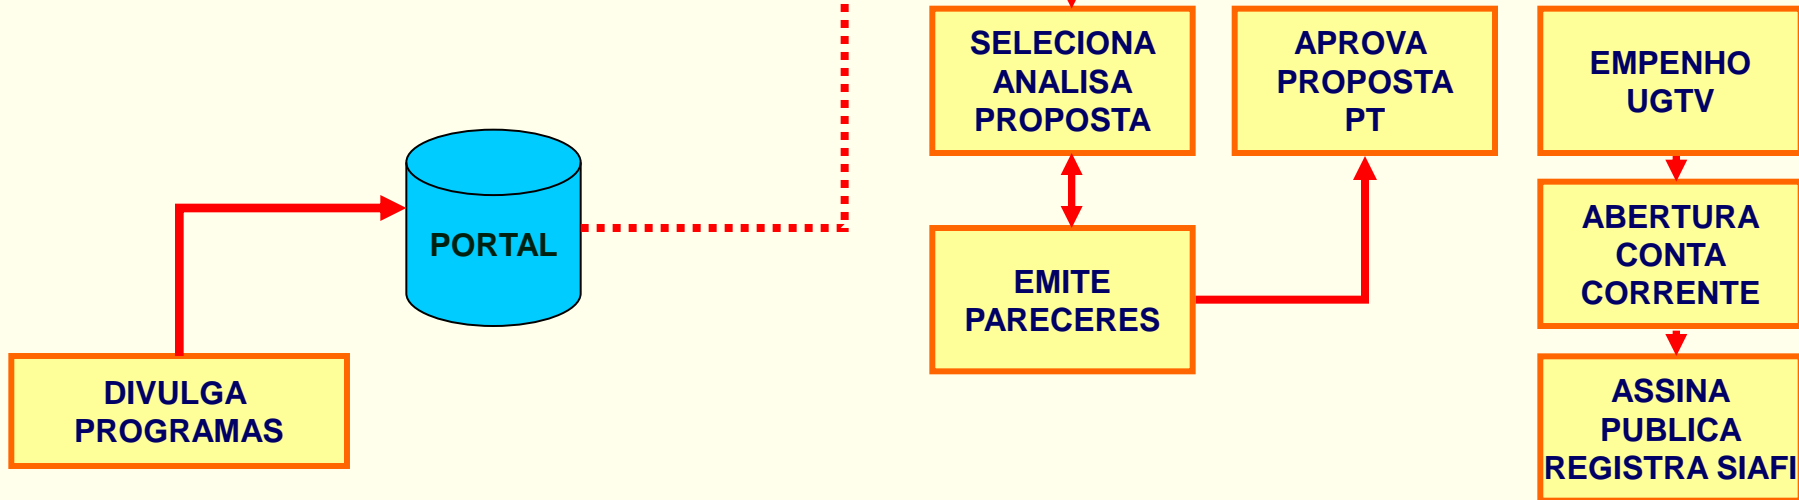 SELECIONA
ANALISA
PROPOSTA
APROVA
PROPOSTA
PT
EMPENHO
UGTV
PORTAL
EMITE
PARECERES
ABERTURA
CONTA
CORRENTE
DIVULGA
PROGRAMAS
ASSINA
PUBLICA
REGISTRA SIAFI